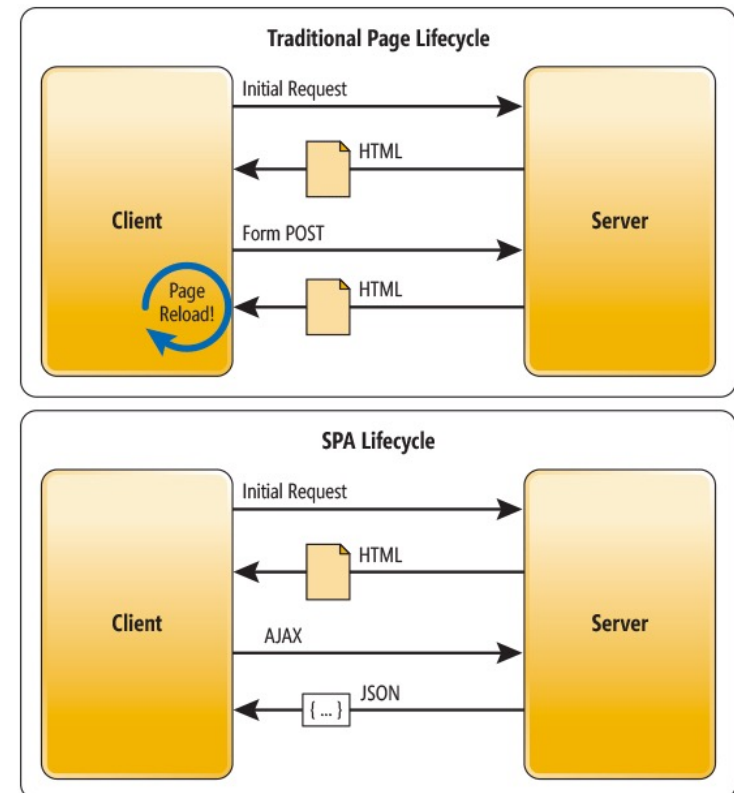 Traditional Page Lifecycle
Initial Request
HTML
Client
Server
Form POST
HTML
Page
Reload!
SPA Lifecycle
Initial Request
HTML
Client
Server
AJAX
JSON
{ ... }